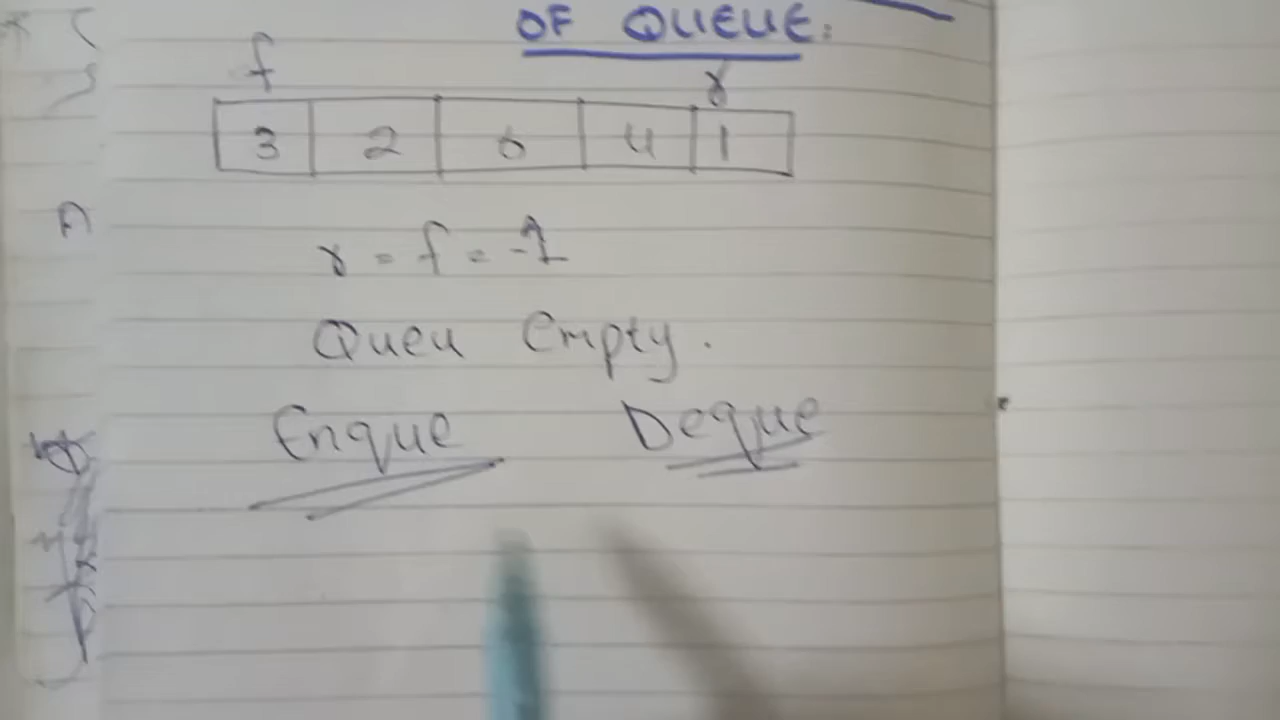 OF QUEUE:
f r
3 2 6 4 1
r = f = -1
Queu Empty.
Enque Deque